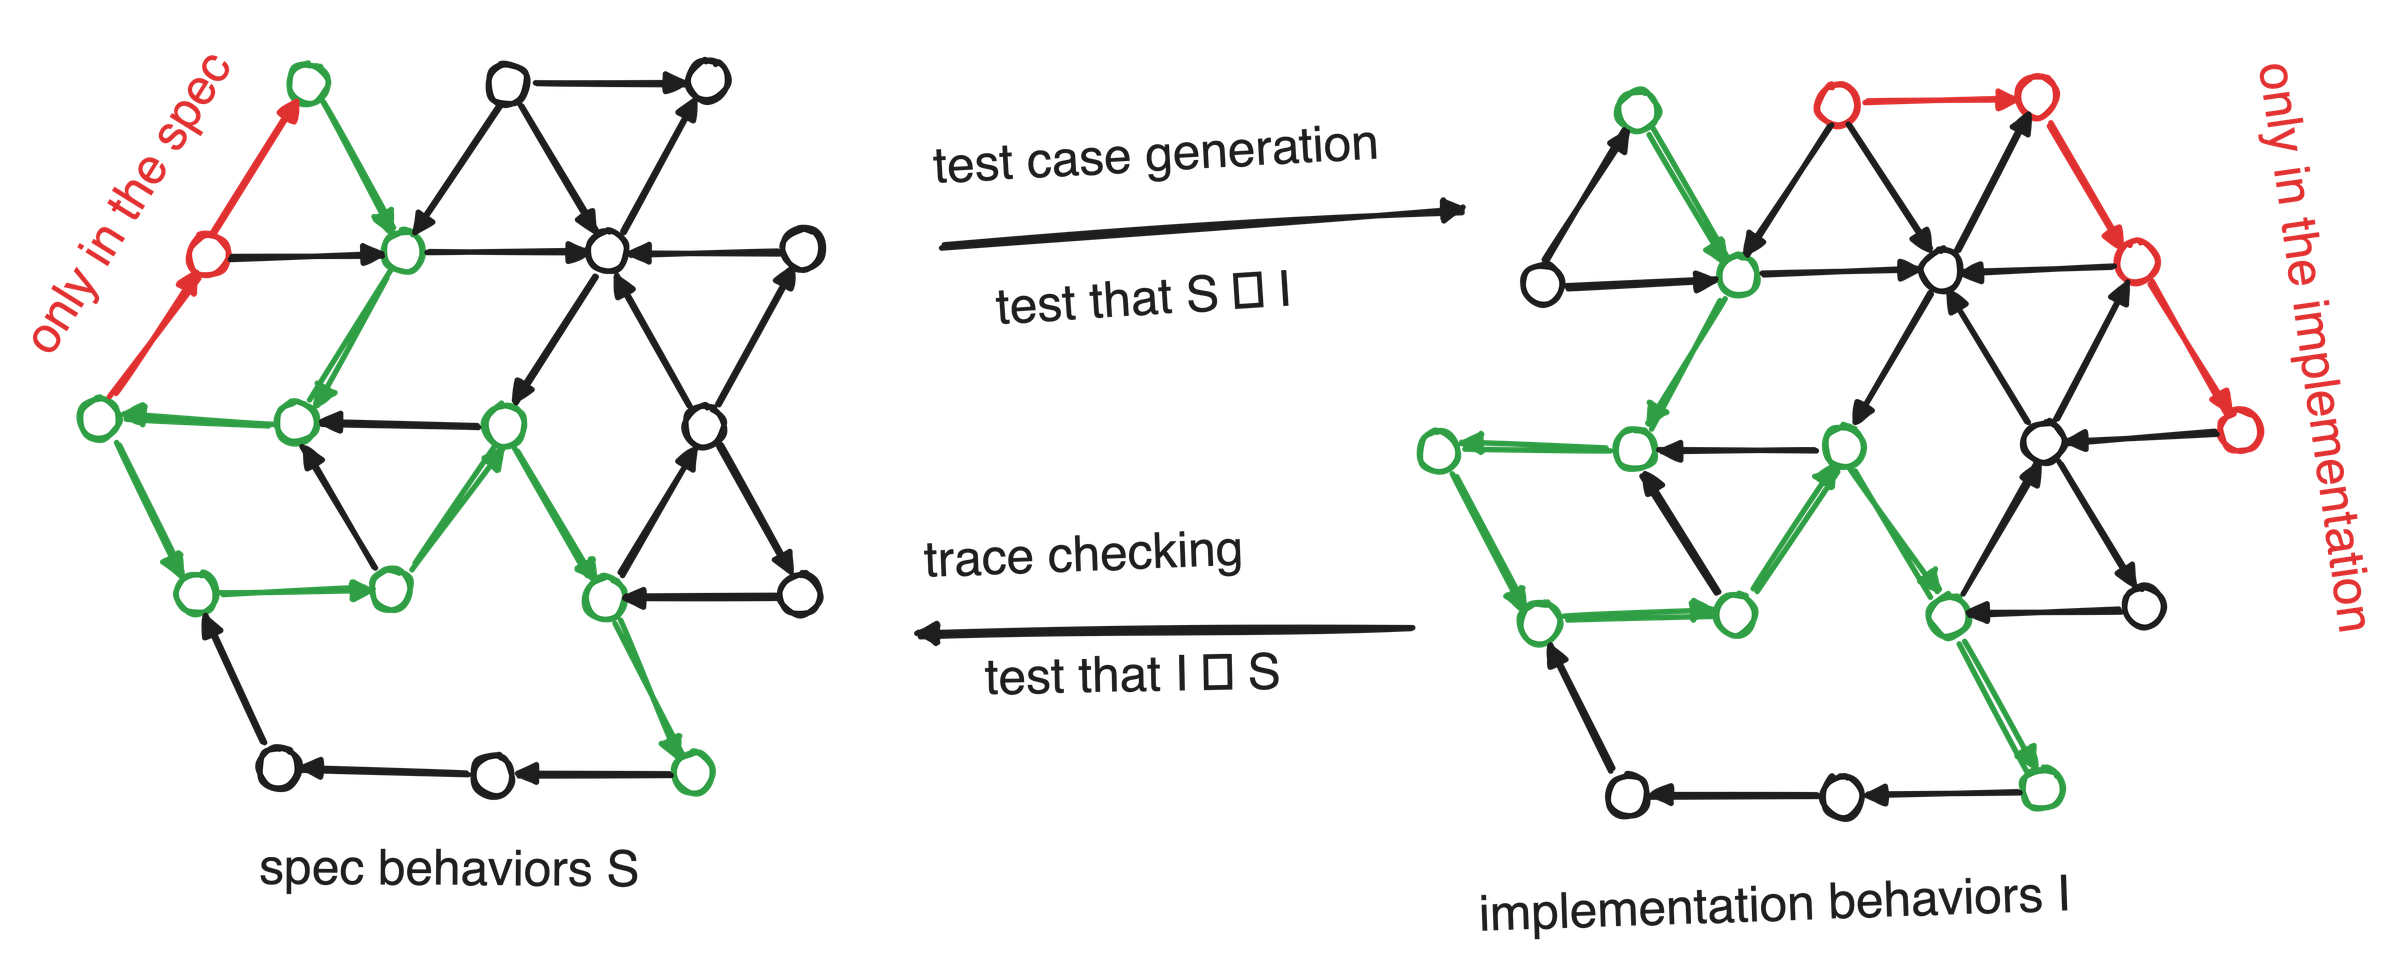 only in the spec
test case generation
test that S □ I
only in the implementation
trace checking
test that I □ S
spec behaviors S
implementation behaviors I